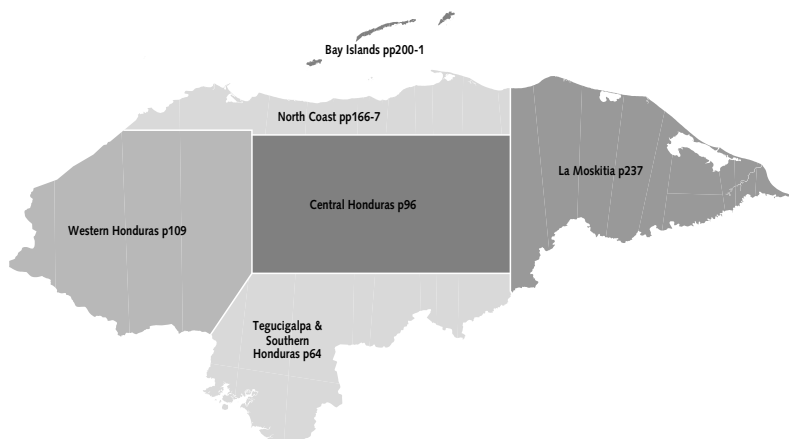 Bay Islands pp200-1
North Coast pp166-7
La Moskitia p237
Central Honduras p96
Western Honduras p109
Tegucigalpa &
Southern
Honduras p64